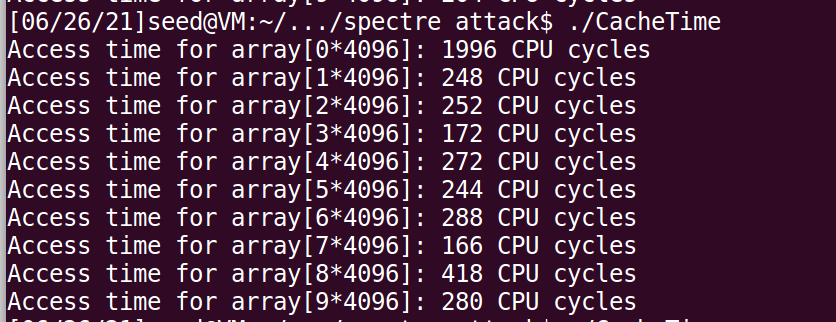 [06/26/21]seed@VM:~/.../spectre attack$ ./CacheTime
Access time for array[0*4096]: 1996 CPU cycles
Access time for array[1*4096]: 248 CPU cycles
Access time for array[2*4096]: 252 CPU cycles
Access time for array[3*4096]: 172 CPU cycles
Access time for array[4*4096]: 272 CPU cycles
Access time for array[5*4096]: 244 CPU cycles
Access time for array[6*4096]: 288 CPU cycles
Access time for array[7*4096]: 166 CPU cycles
Access time for array[8*4096]: 418 CPU cycles
Access time for array[9*4096]: 280 CPU cycles